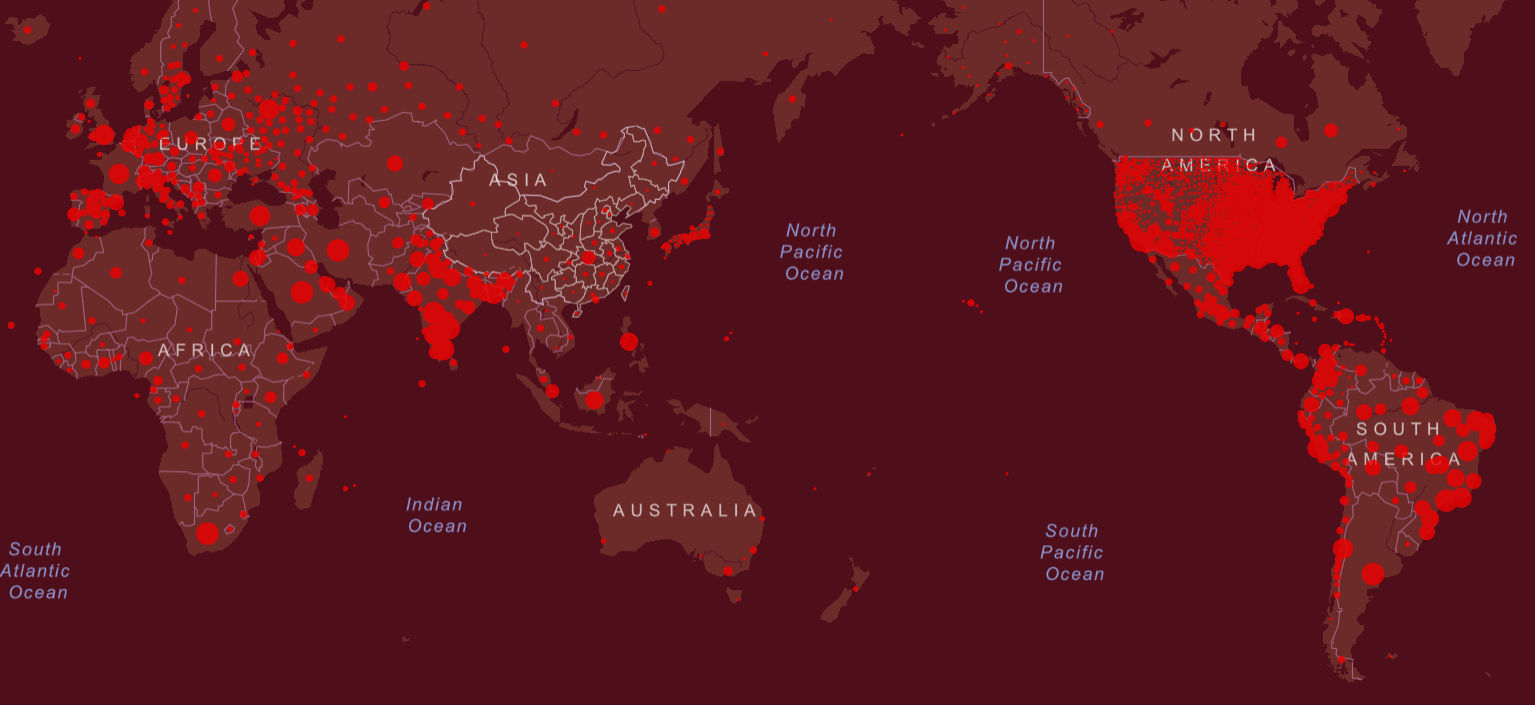 EUROPE
ASIA
NORTH
AMERICA
North
Pacific
Ocean
North
Pacific
Ocean
North
Atlantic
Ocean
AFRICA
SOUTH
AMERICA
Indian
Ocean
AUSTRALIA
South
Atlantic
Ocean
South
Pacific
Ocean